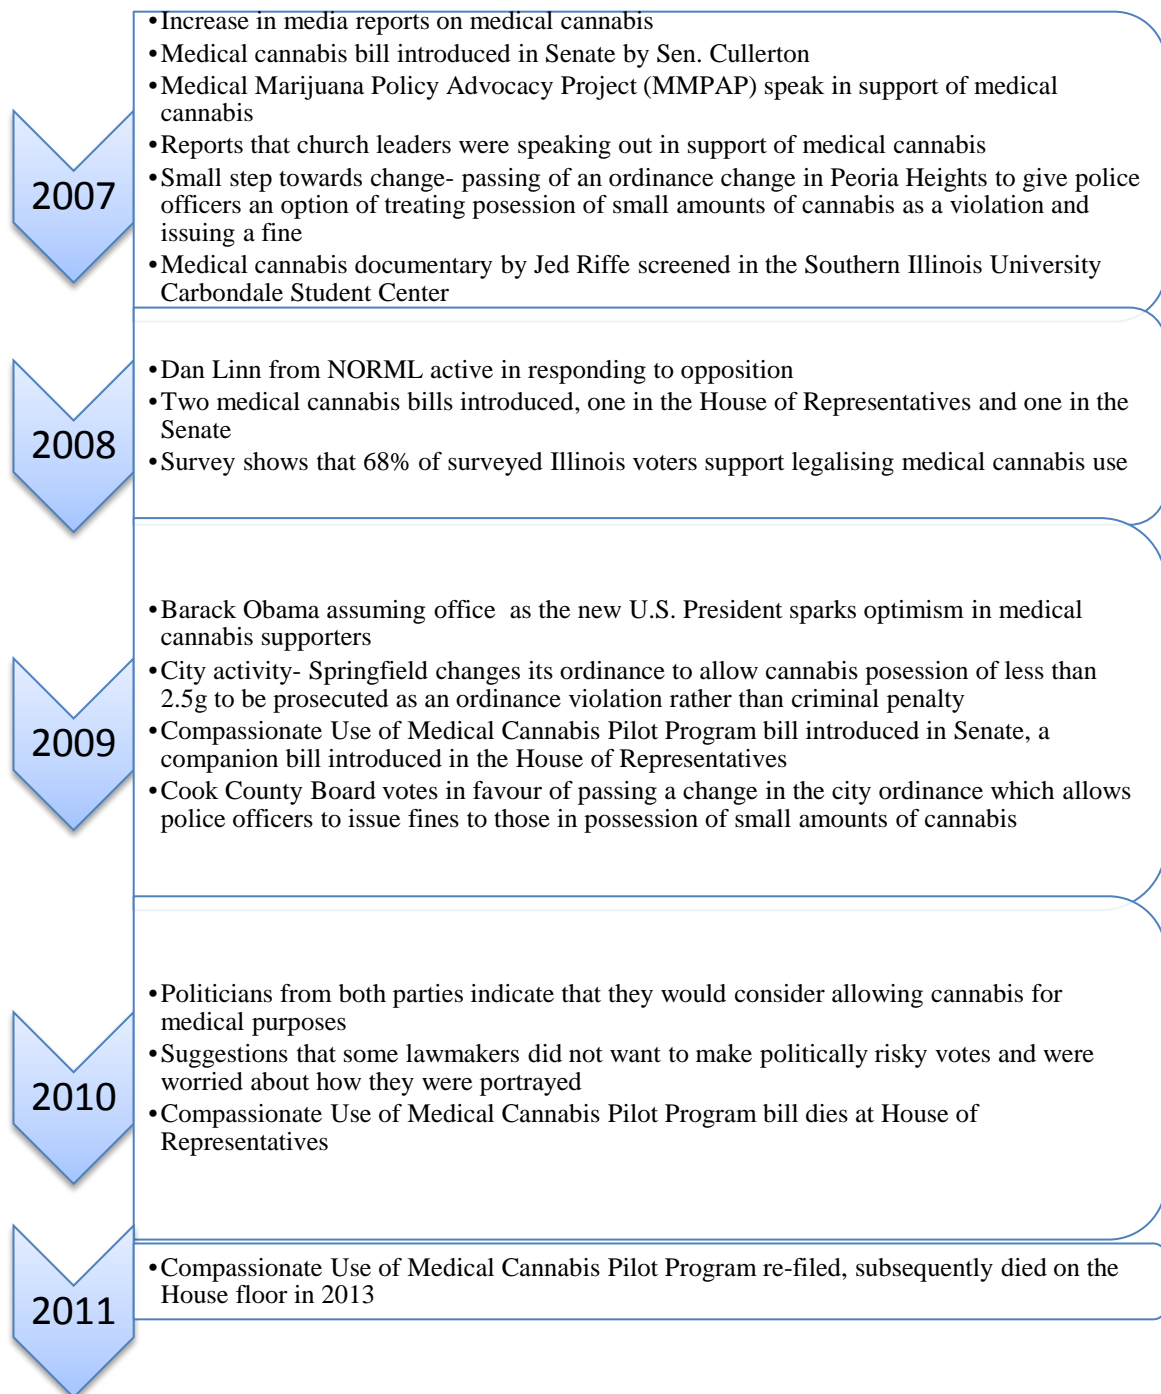 •Increase in media reports on medical cannabis
•Medical cannabis bill introduced in Senate by Sen. Cullerton
•Medical Marijuana Policy Advocacy Project (MMPAP) speak in support of medical
cannabis
•Reports that church leaders were speaking out in support of medical cannabis
•Small step towards change- passing of an ordinance change in Peoria Heights to give police
officers an option of treating posession of small amounts of cannabis as a violation and
issuing a fine
•Medical cannabis documentary by Jed Riffe screened in the Southern Illinois University
Carbondale Student Center
2007
•Dan Linn from NORML active in responding to opposition
•Two medical cannabis bills introduced, one in the House of Representatives and one in the
Senate
•Survey shows that 68% of surveyed Illinois voters support legalising medical cannabis use
2008
•Barack Obama assuming office as the new U.S. President sparks optimism in medical
cannabis supporters
•City activity- Springfield changes its ordinance to allow cannabis posession of less than
2.5g to be prosecuted as an ordinance violation rather than criminal penalty
•Compassionate Use of Medical Cannabis Pilot Program bill introduced in Senate, a
companion bill introduced in the House of Representatives
•Cook County Board votes in favour of passing a change in the city ordinance which allows
police officers to issue fines to those in possession of small amounts of cannabis
2009
•Politicians from both parties indicate that they would consider allowing cannabis for
medical purposes
•Suggestions that some lawmakers did not want to make politically risky votes and were
worried about how they were portrayed
•Compassionate Use of Medical Cannabis Pilot Program bill dies at House of
Representatives
2010
•Compassionate Use of Medical Cannabis Pilot Program re-filed, subsequently died on the
House floor in 2013
2011